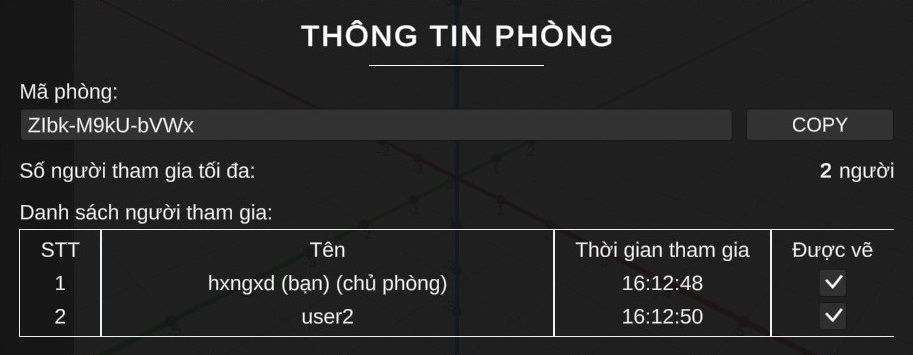 THÔNG TIN PHÒNG
Mã phòng:
ZIbk-M9kU-bVWx COPY
Số người tham gia tối đa: 2 người
Danh sách người tham gia:
STT Tên Thời gian tham gia Được vẽ
1 hxngxd (bạn) (chủ phòng) 16:12:48
2 user2 16:12:50